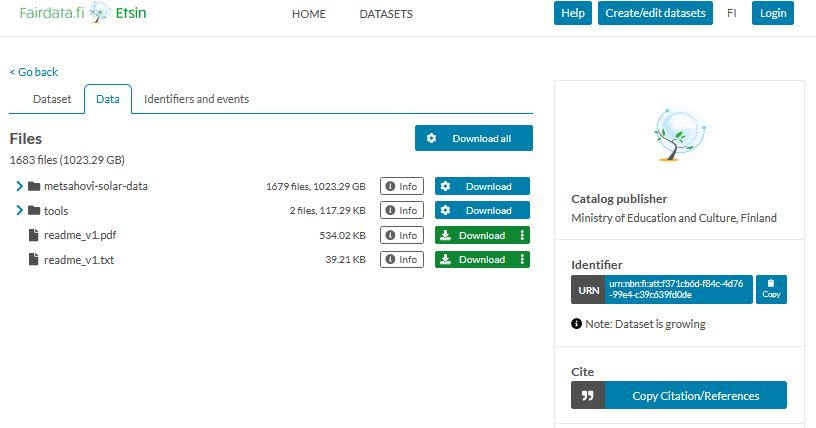 Fairdata.fi Etsin HOME DATASETS Help Create/edit datasets FI Login
< Go back
Dataset Data Identifiers and events
Files Download all
1683 files (1023.29 GB)
metsahovi-solar-data 1679 files, 1023.29 GB Info Download
tools 2 files, 117.29 KB Info Download
readme_v1.pdf 534.02 KB Info Download
readme_v1.txt 39.21 KB Info Download
Catalog publisher
Ministry of Education and Culture, Finland
Identifier
URN urn:nbn:fi:att:f371cb6d-f84c-4d76
-99e4-c39c639fd0de Copy
Note: Dataset is growing
Cite
Copy Citation/References